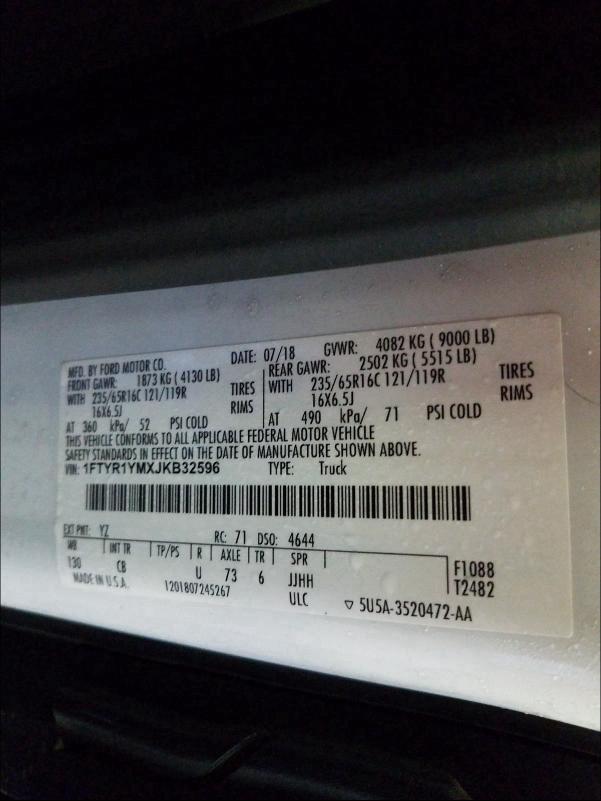 MFD. BY FORD MOTOR CO. DATE: 07/18 GVWR: 4082 KG ( 9000 LB)
FRONT GAWR: 1873 KG ( 4130 LB) REAR GAWR: 2502 KG ( 5515 LB)
WITH 235/65R16C 121/119R TIRES WITH 235/65R16C 121/119R TIRES
16X6.5J RIMS 16X6.5J RIMS
AT 360 kPa/ 52 PSI COLD AT 490 kPa/ 71 PSI COLD
THIS VEHICLE CONFORMS TO ALL APPLICABLE FEDERAL MOTOR VEHICLE
SAFETY STANDARDS IN EFFECT ON THE DATE OF MANUFACTURE SHOWN ABOVE.
VIN: 1FTYR1YMXJKB32596 TYPE: Truck
EXT PNT: YZ RC: 71 DSO: 4644
WB INT TR TP/PS R AXLE TR SPR F1088
130 CB U 73 6 JJHH T2482
MADE IN U.S.A. 1201807245267 ULC ▽ 5U5A-3520472-AA